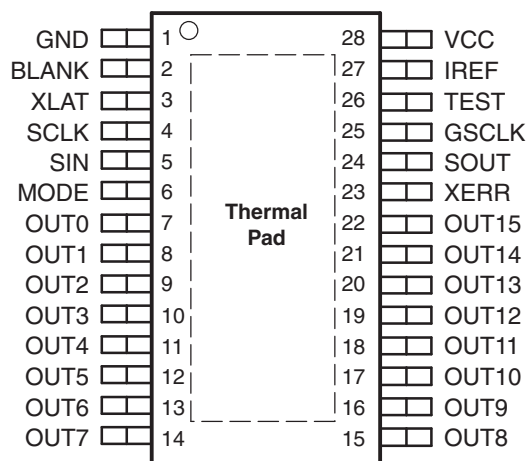 GND 1 28 VCC
BLANK 2 27 IREF
XLAT 3 26 TEST
SCLK 4 25 GSCLK
SIN 5 24 SOUT
MODE 6 23 XERR
OUT0 7 Thermal 22 OUT15
OUT1 8 Pad 21 OUT14
OUT2 9 20 OUT13
OUT3 10 19 OUT12
OUT4 11 18 OUT11
OUT5 12 17 OUT10
OUT6 13 16 OUT9
OUT7 14 15 OUT8